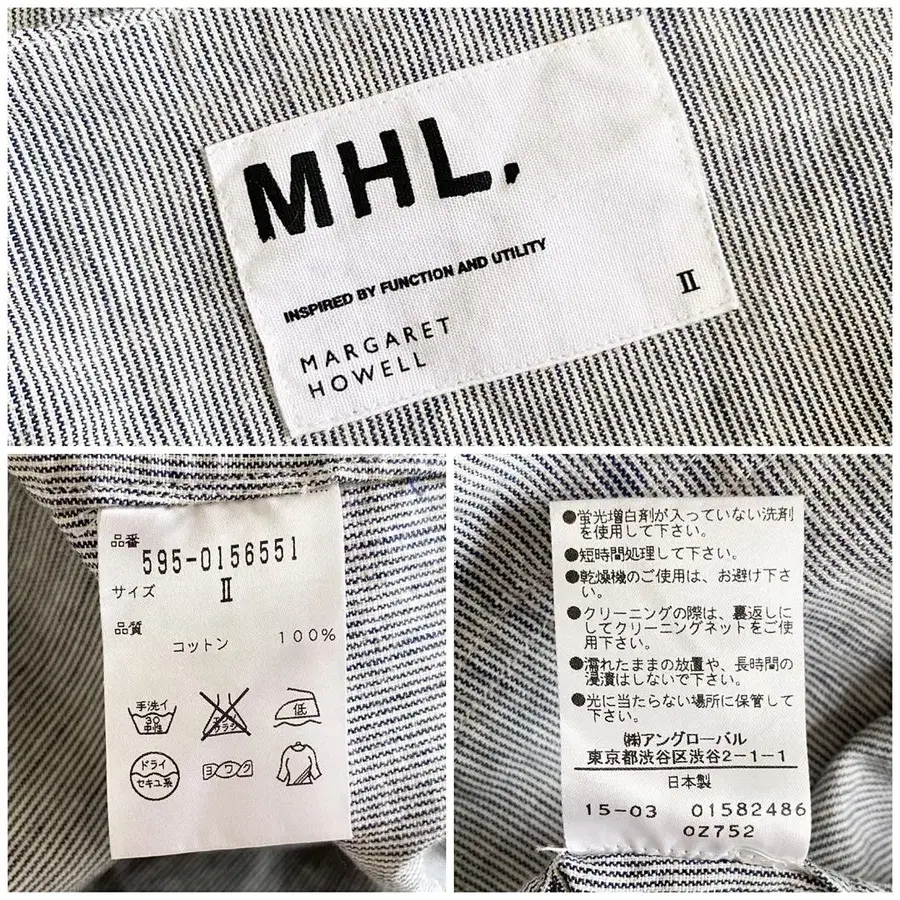 MHL.
INSPIRED BY FUNCTION AND UTILITY
II
MARGARET
HOWELL
品番
595-0156551
サイズ
II
品質
コットン 100%
手洗イ
30
中性
エンソ
サラシ
低
ドライ
セキユ系
ヨワク
●蛍光増白剤が入っていない洗剤
を使用して下さい。
●短時間処理して下さい。
●乾燥機のご使用は、お避け下さ
い。
●クリーニングの際は、裏返しに
してクリーニングネットをご使
用下さい。
●濡れたままの放置や、長時間の
浸漬はしないで下さい。
●光に当たらない場所に保管して
下さい。
㈱アングローバル
東京都渋谷区渋谷2-1-1
日本製
15-03 01582486
0Z752